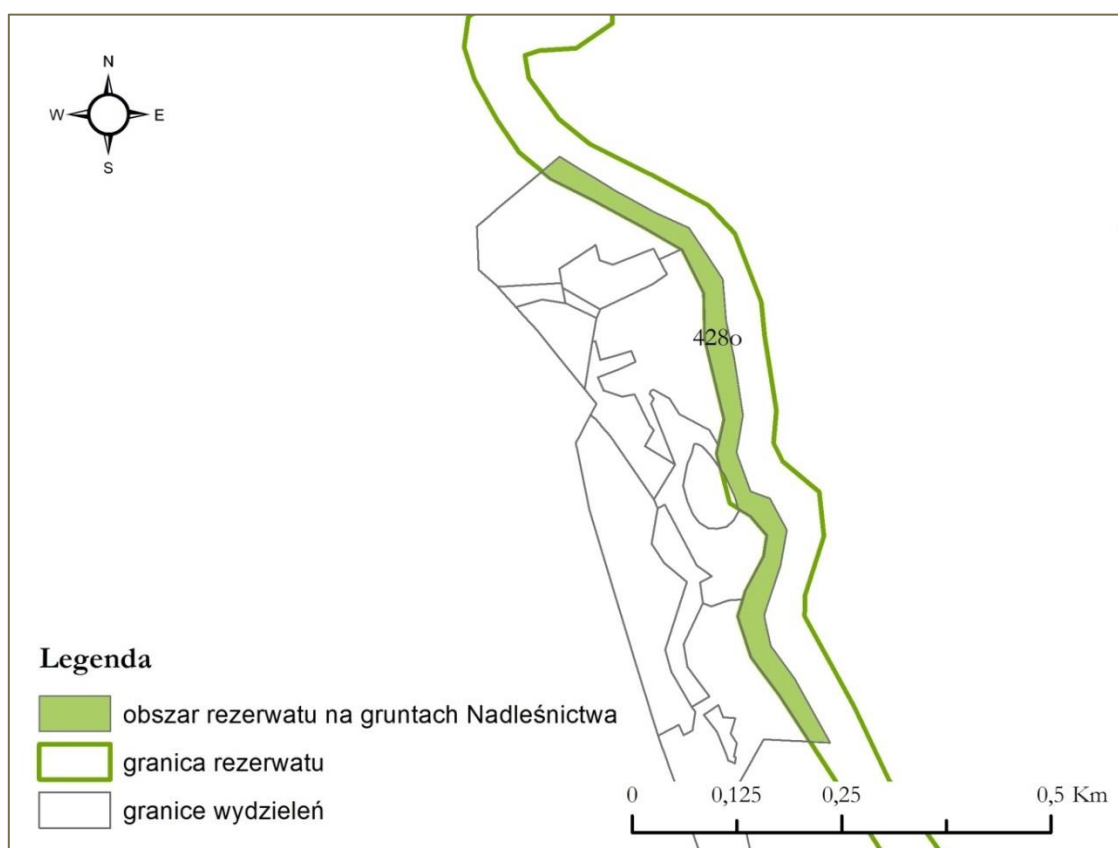 N
W E
S
428o
Legenda
obszar rezerwatu na gruntach Nadleśnictwa
granica rezerwatu
granice wydzieleń
0 0,125 0,25 0,5 Km